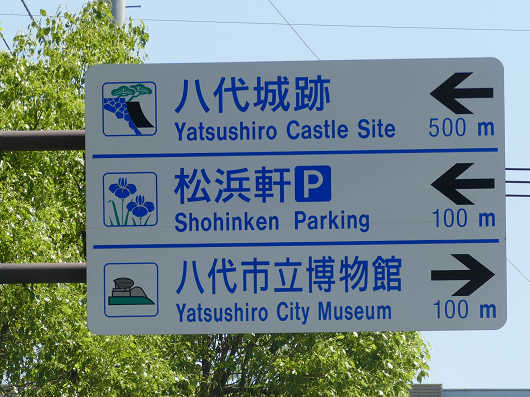 八代城跡
Yatsushiro Castle Site 500 m
松浜軒 P
Shohinken Parking 100 m
八代市立博物館
Yatsushiro City Museum 100 m